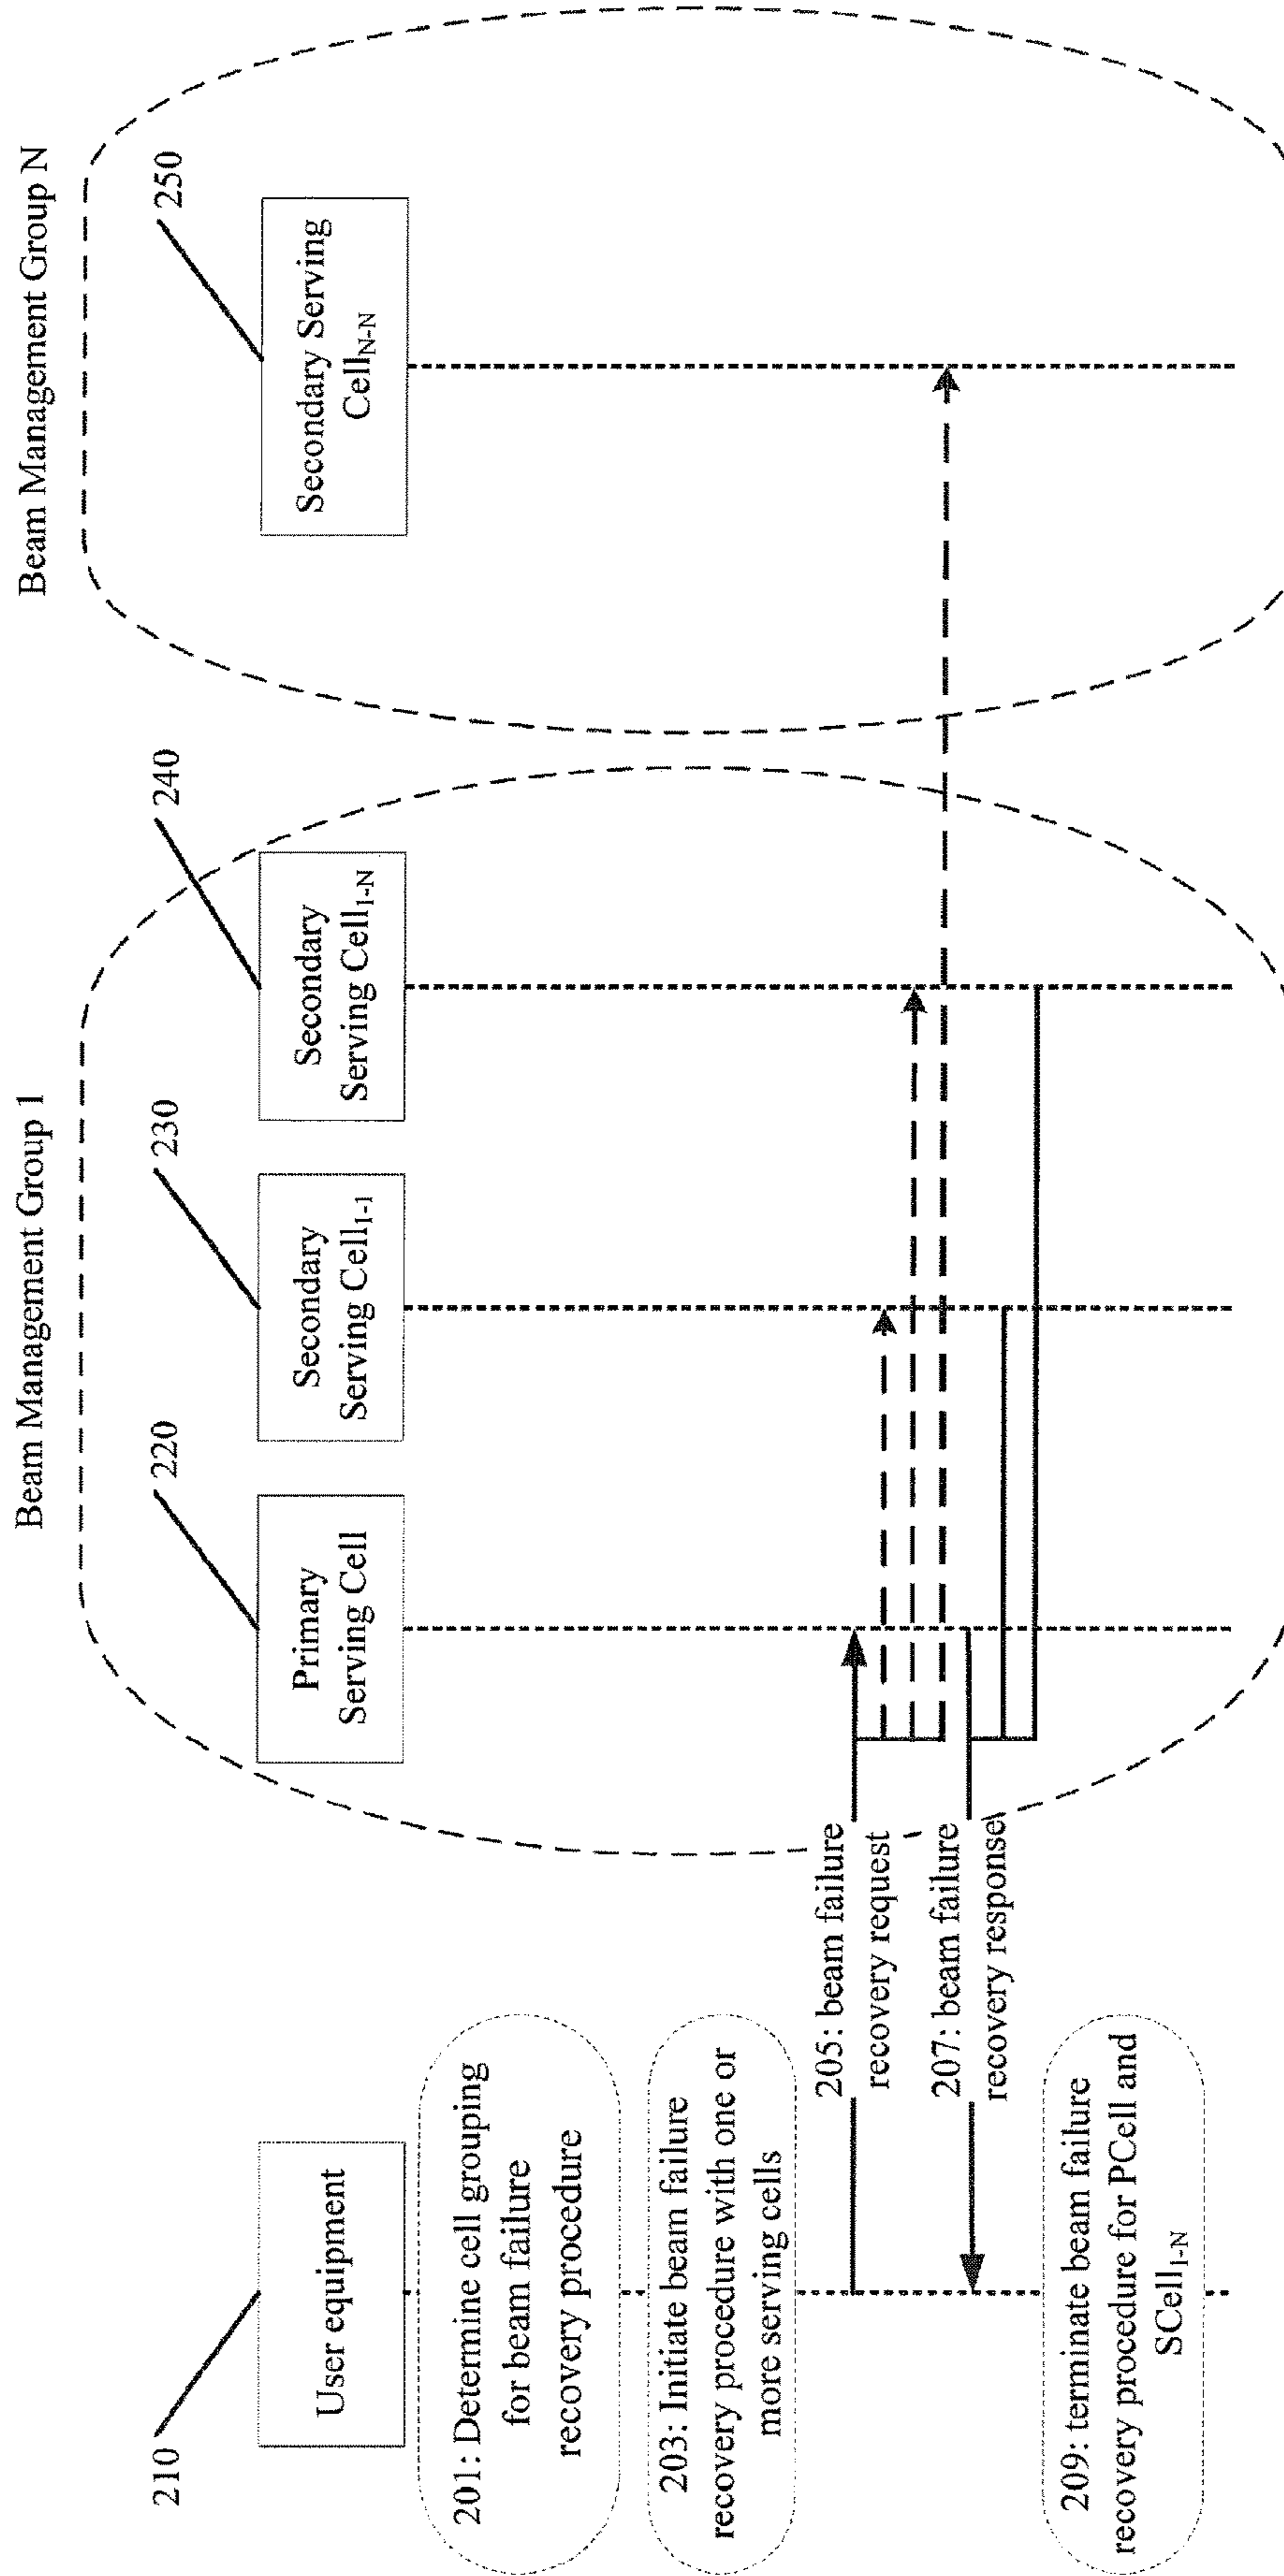 Beam Management Group 1
Beam Management Group N
210
220
230
240
250
User equipment
Primary
Serving Cell
Secondary
Serving Cell1-1
Secondary
Serving Cell1-N
Secondary Serving
CellN-N
201: Determine cell grouping
for beam failure
recovery procedure
203: Initiate beam failure
recovery procedure with one or
more serving cells
205: beam failure
recovery request
207: beam failure
recovery response
209: terminate beam failure
recovery procedure for PCell and
SCell1-N